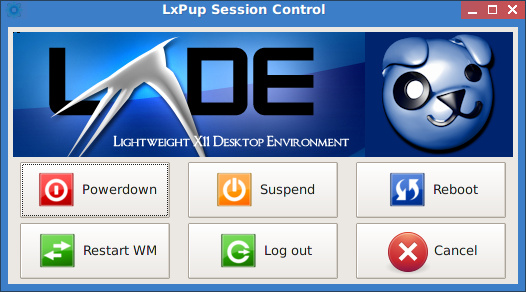 LxPup Session Control
LXDE
Lightweight X11 Desktop Environment
Powerdown
Suspend
Reboot
Restart WM
Log out
Cancel